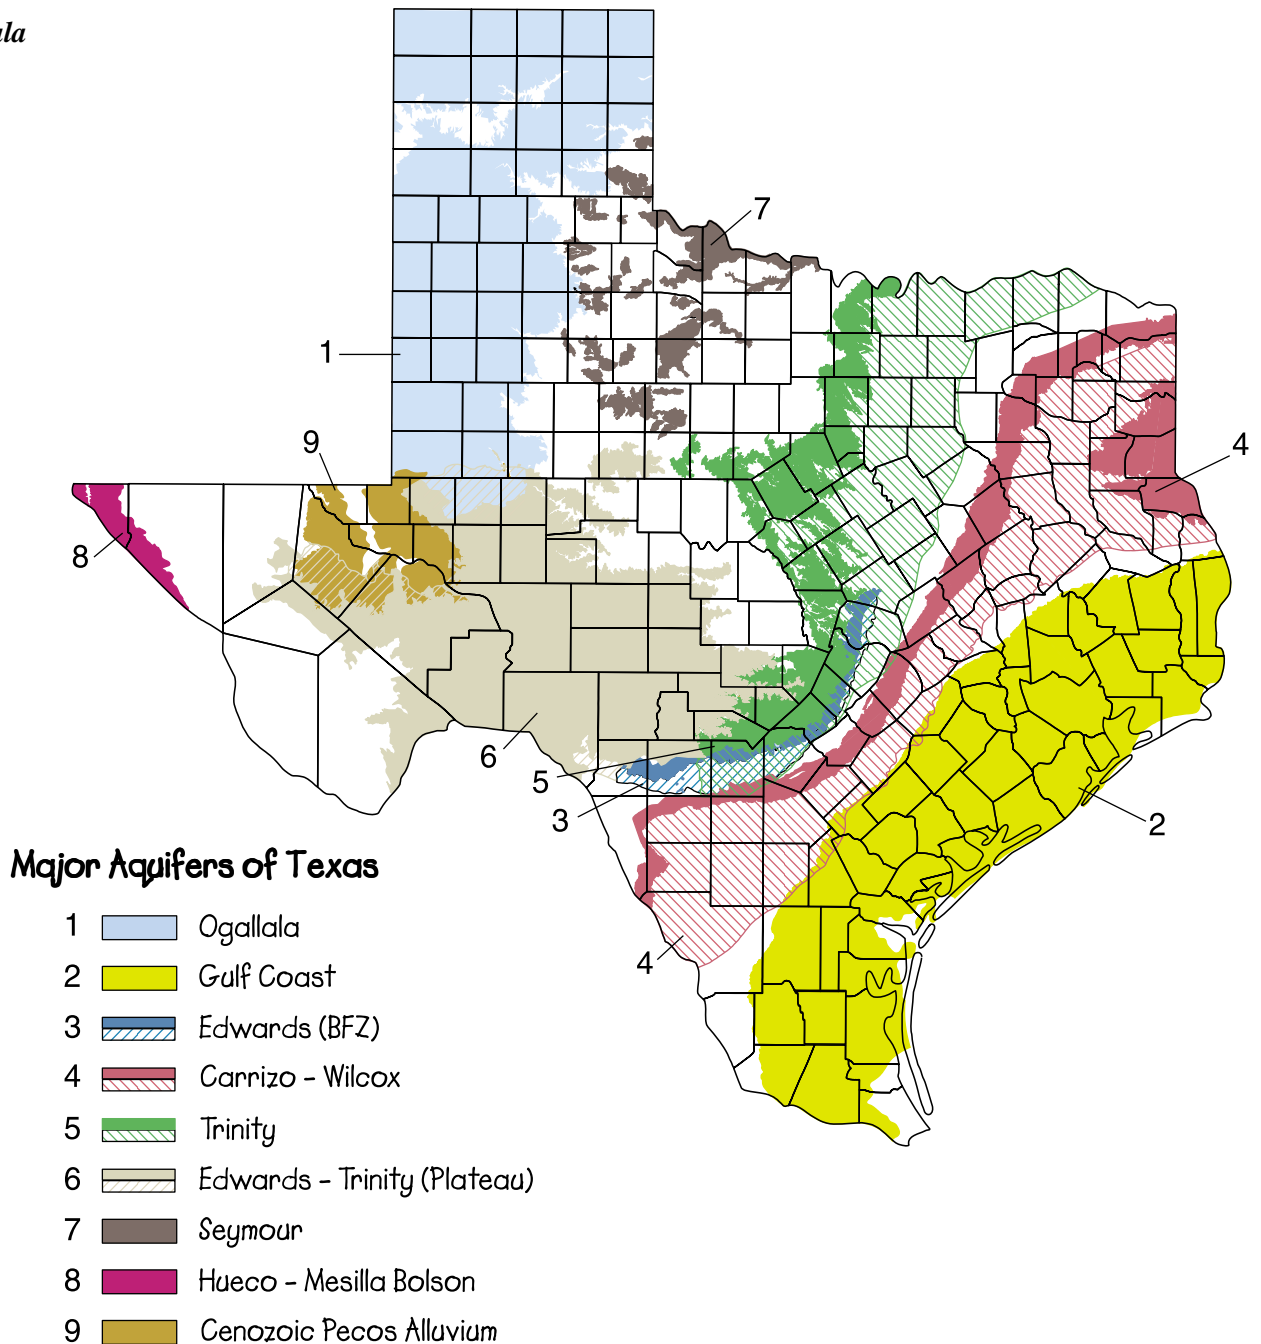 7
1
9
4
8
6
5
3
2
4
Major Aquifers of Texas
1 Ogallala
2 Gulf Coast
3 Edwards (BFZ)
4 Carrizo - Wilcox
5 Trinity
6 Edwards - Trinity (Plateau)
7 Seymour
8 Hueco - Mesilla Bolson
9 Cenozoic Pecos Alluvium